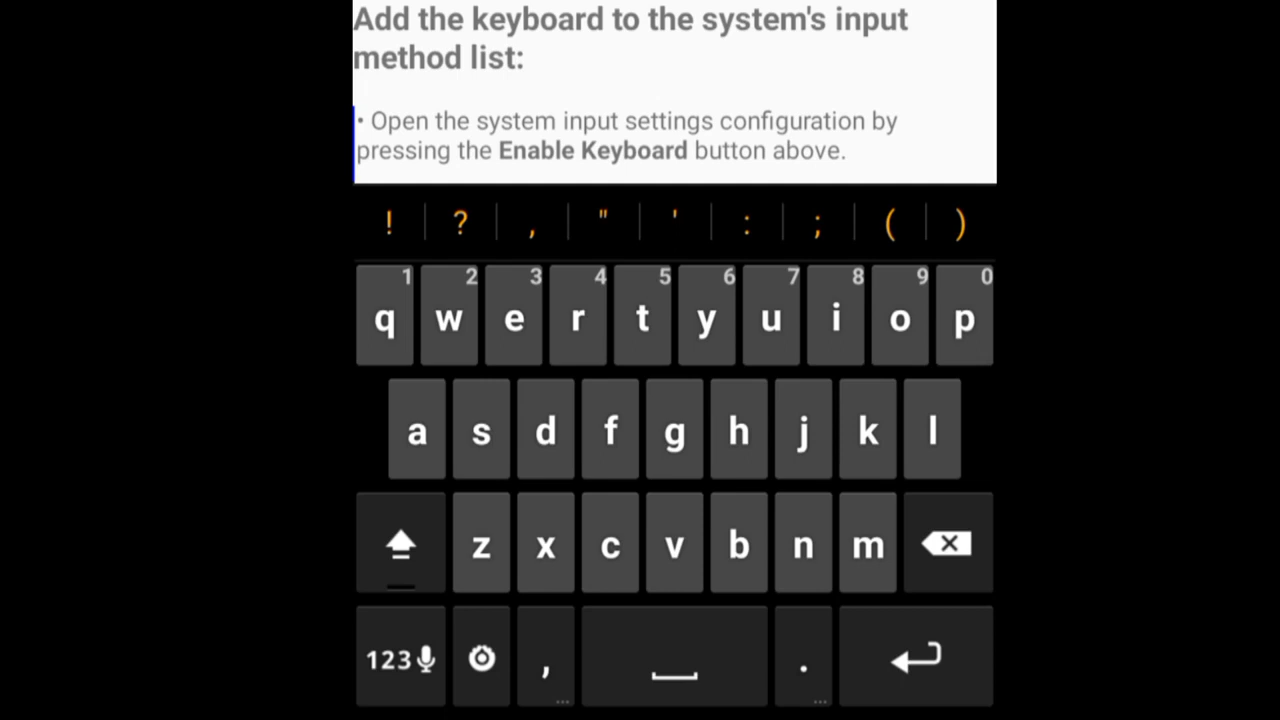 Add the keyboard to the system's input
method list:
• Open the system input settings configuration by
pressing the Enable Keyboard button above.
! ? , " ' : ; ( )
1 2 3 4 5 6 7 8 9 0
q w e r t y u i o p
a s d f g h j k l
z x c v b n m
123 , .
... ...